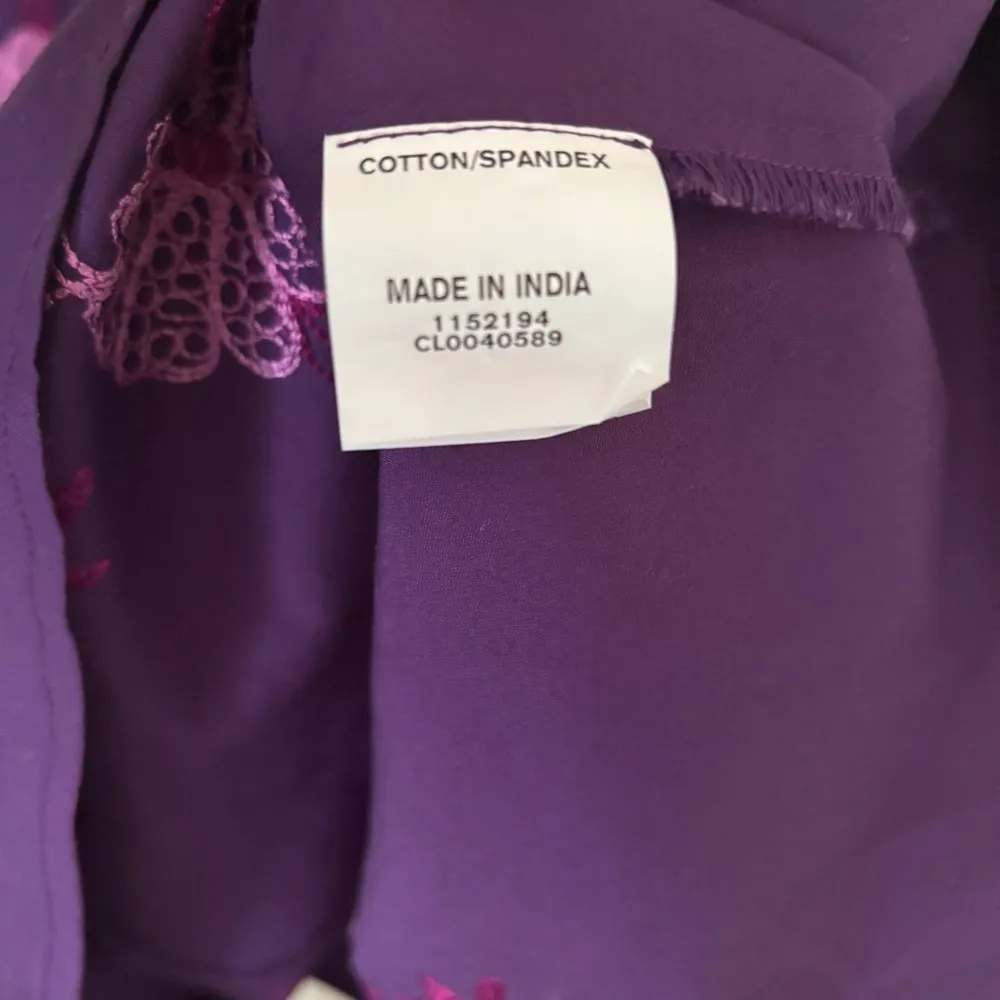 COTTON/SPANDEX
MADE IN INDIA
1152194
CL0040589